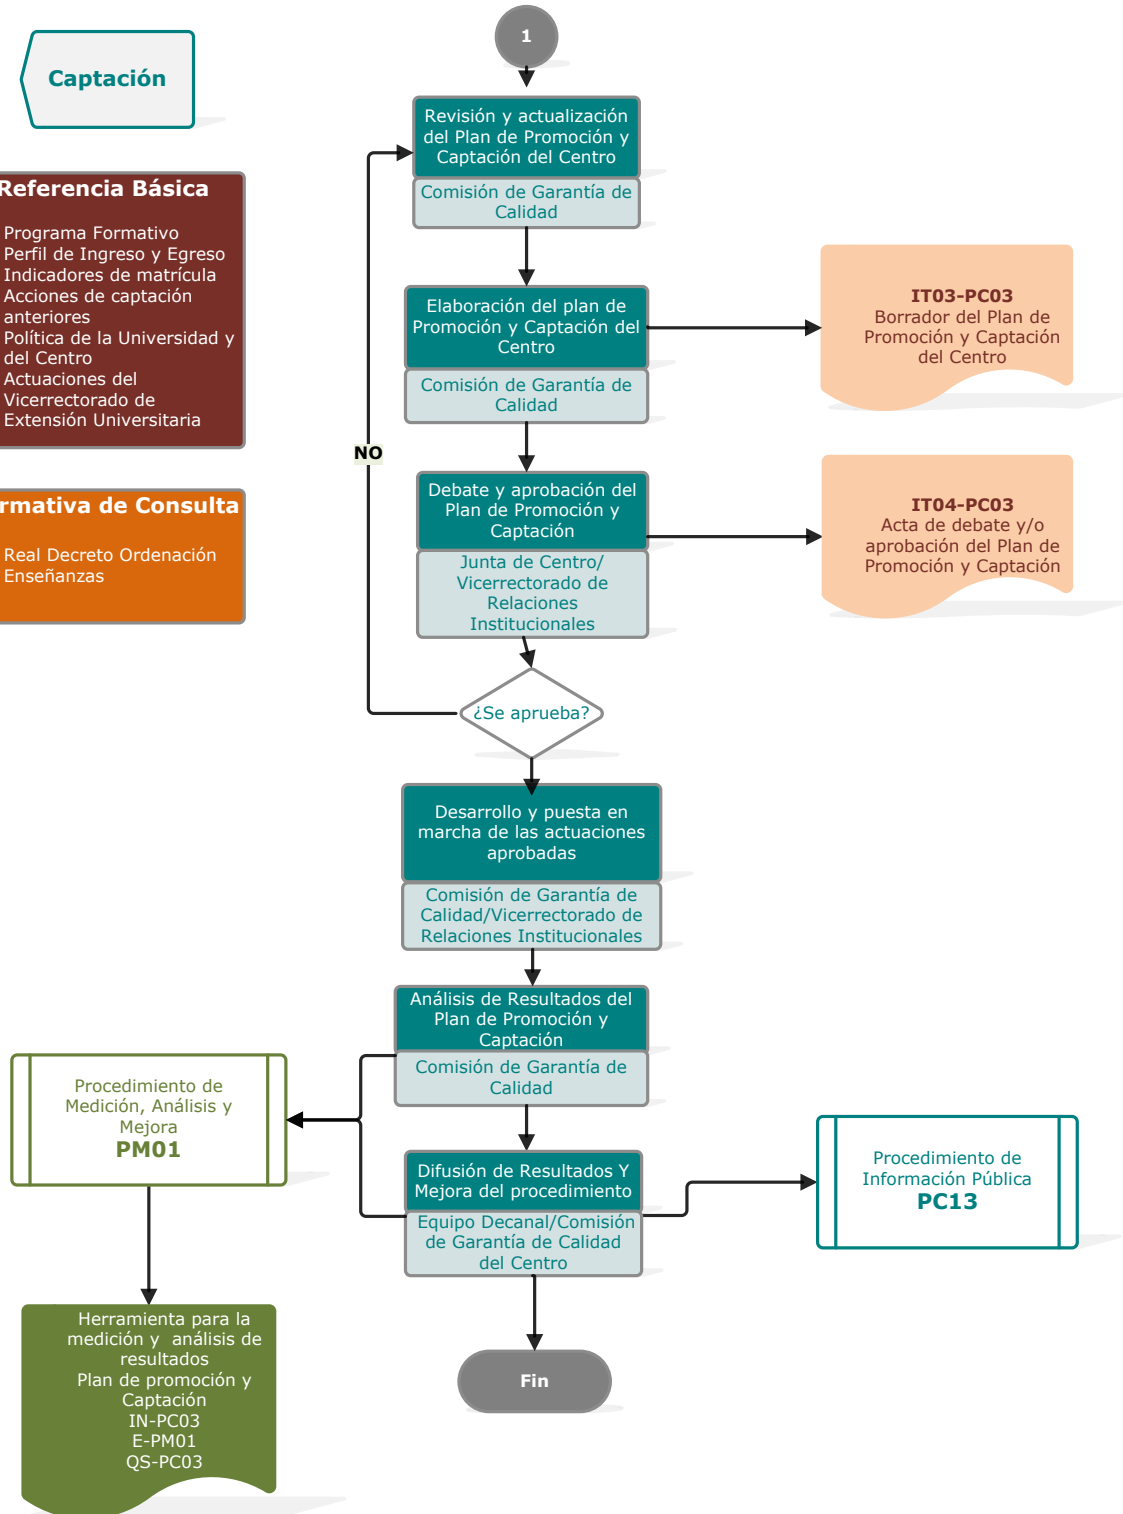 1
Captación
Revisión y actualización
del Plan de Promoción y
Captación del Centro
Comisión de Garantía de
Calidad
Referencia Básica
Programa Formativo
Perfil de Ingreso y Egreso
Indicadores de matrícula
Acciones de captación
anteriores
Política de la Universidad y
del Centro
Actuaciones del
Vicerrectorado de
Extensión Universitaria
Elaboración del plan de
Promoción y Captación del
Centro
Comisión de Garantía de
Calidad
IT03-PC03
Borrador del Plan de
Promoción y Captación
del Centro
NO
rmativa de Consulta
Real Decreto Ordenación
Enseñanzas
Debate y aprobación del
Plan de Promoción y
Captación
Junta de Centro/
Vicerrectorado de
Relaciones
Institucionales
IT04-PC03
Acta de debate y/o
aprobación del Plan de
Promoción y Captación
¿Se aprueba?
Desarrollo y puesta en
marcha de las actuaciones
aprobadas
Comisión de Garantía de
Calidad/Vicerrectorado de
Relaciones Institucionales
Análisis de Resultados del
Plan de Promoción y
Captación
Comisión de Garantía de
Calidad
Procedimiento de
Medición, Análisis y
Mejora
PM01
Difusión de Resultados Y
Mejora del procedimiento
Equipo Decanal/Comisión
de Garantía de Calidad
del Centro
Procedimiento de
Información Pública
PC13
Herramienta para la
medición y análisis de
resultados
Plan de promoción y
Captación
IN-PC03
E-PM01
QS-PC03
Fin